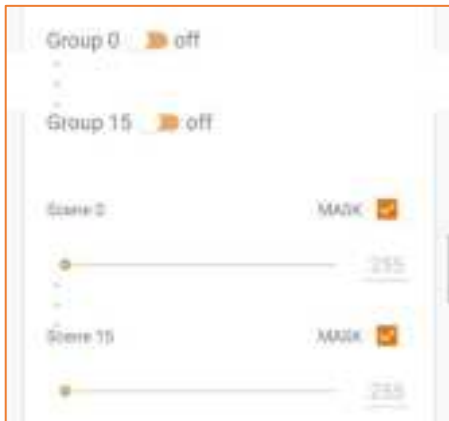 Group 0 off
Group 15 off
Scene 0 MASK
255
Scene 15 MASK
255